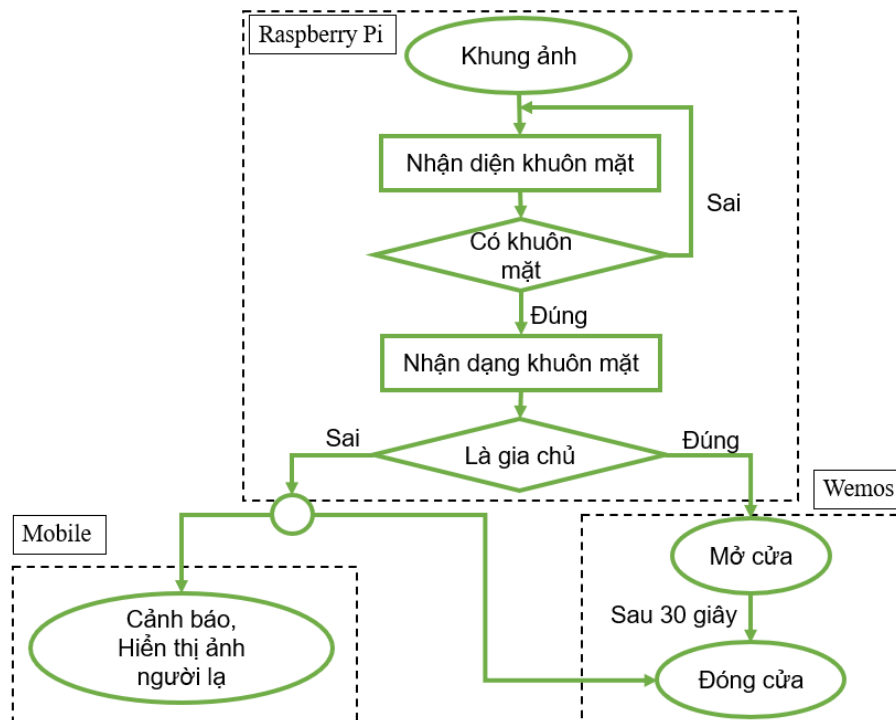 Raspberry Pi
Khung ảnh
Nhận diện khuôn mặt
Sai
Có khuôn
mặt
Đúng
Nhận dạng khuôn mặt
Sai
Là gia chủ
Đúng
Wemos
Mobile
Mở cửa
Sau 30 giây
Cảnh báo,
Hiển thị ảnh
người lạ
Đóng cửa